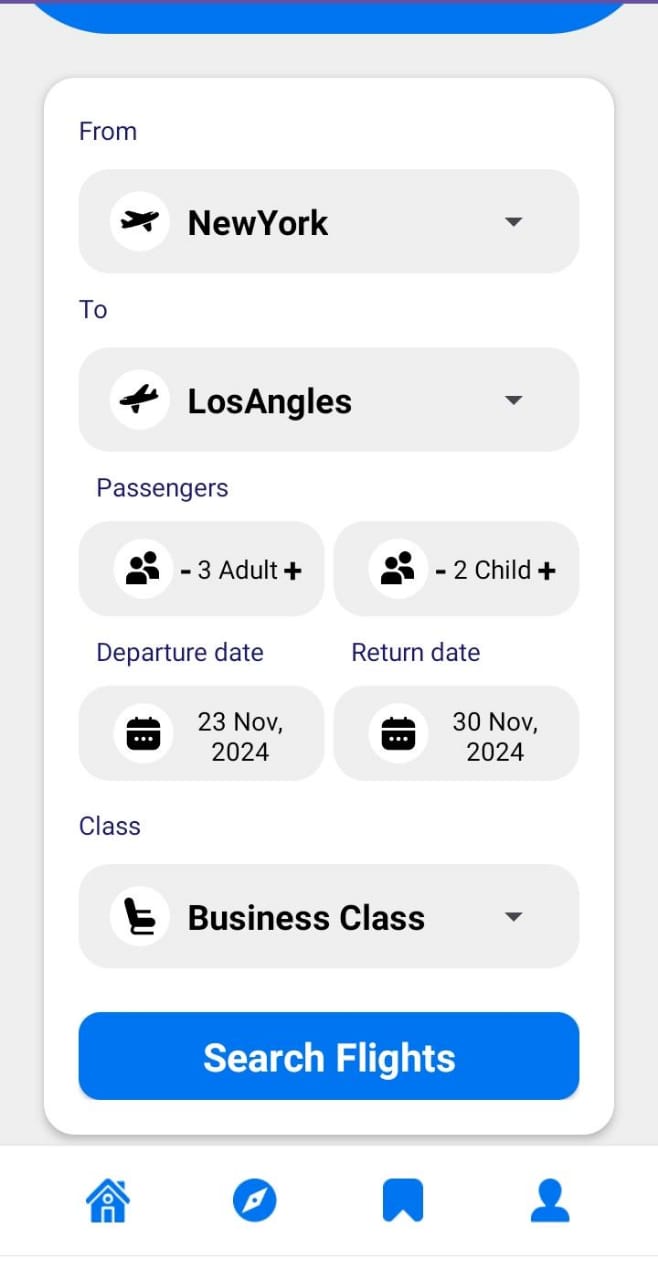 From
NewYork
To
LosAngles
Passengers
- 3 Adult +
- 2 Child +
Departure date
Return date
23 Nov,
2024
30 Nov,
2024
Class
Business Class
Search Flights